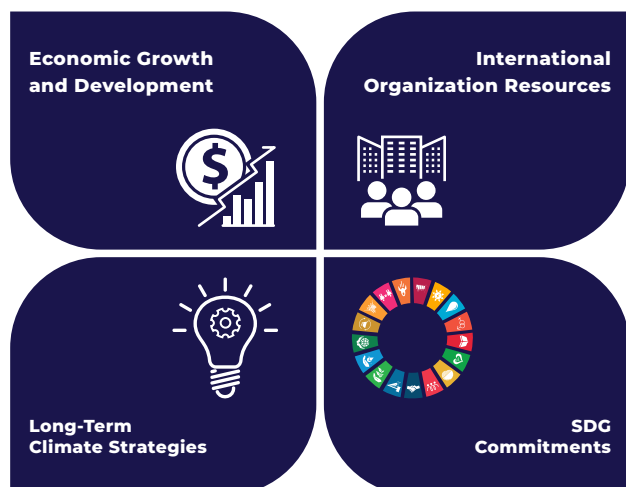 Economic Growth
and Development
International
Organization Resources
$
Long-Term
Climate Strategies
SDG
Commitments